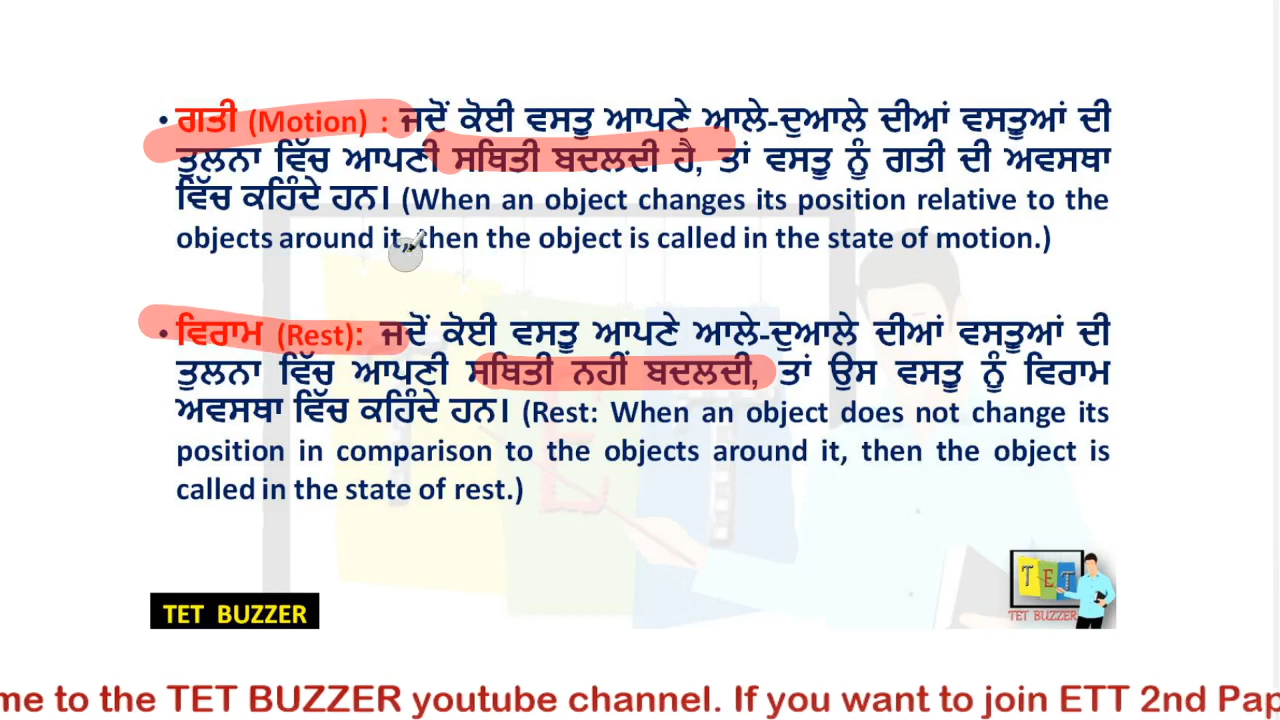 • ਗਤੀ (Motion) : ਜਦੋਂ ਕੋਈ ਵਸਤੂ ਆਪਣੇ ਆਲੇ-ਦੁਆਲੇ ਦੀਆਂ ਵਸਤੂਆਂ ਦੀ
ਤੁਲਨਾ ਵਿੱਚ ਆਪਣੀ ਸਥਿਤੀ ਬਦਲਦੀ ਹੈ, ਤਾਂ ਵਸਤੂ ਨੂੰ ਗਤੀ ਦੀ ਅਵਸਥਾ
ਵਿੱਚ ਕਹਿੰਦੇ ਹਨ। (When an object changes its position relative to the
objects around it, then the object is called in the state of motion.)
• ਵਿਰਾਮ (Rest): ਜਦੋਂ ਕੋਈ ਵਸਤੂ ਆਪਣੇ ਆਲੇ-ਦੁਆਲੇ ਦੀਆਂ ਵਸਤੂਆਂ ਦੀ
ਤੁਲਨਾ ਵਿੱਚ ਆਪਣੀ ਸਥਿਤੀ ਨਹੀਂ ਬਦਲਦੀ, ਤਾਂ ਉਸ ਵਸਤੂ ਨੂੰ ਵਿਰਾਮ
ਅਵਸਥਾ ਵਿੱਚ ਕਹਿੰਦੇ ਹਨ। (Rest: When an object does not change its
position in comparison to the objects around it, then the object is
called in the state of rest.)
TET BUZZER
TET
TET BUZZER
me to the TET BUZZER youtube channel. If you want to join ETT 2nd Pap